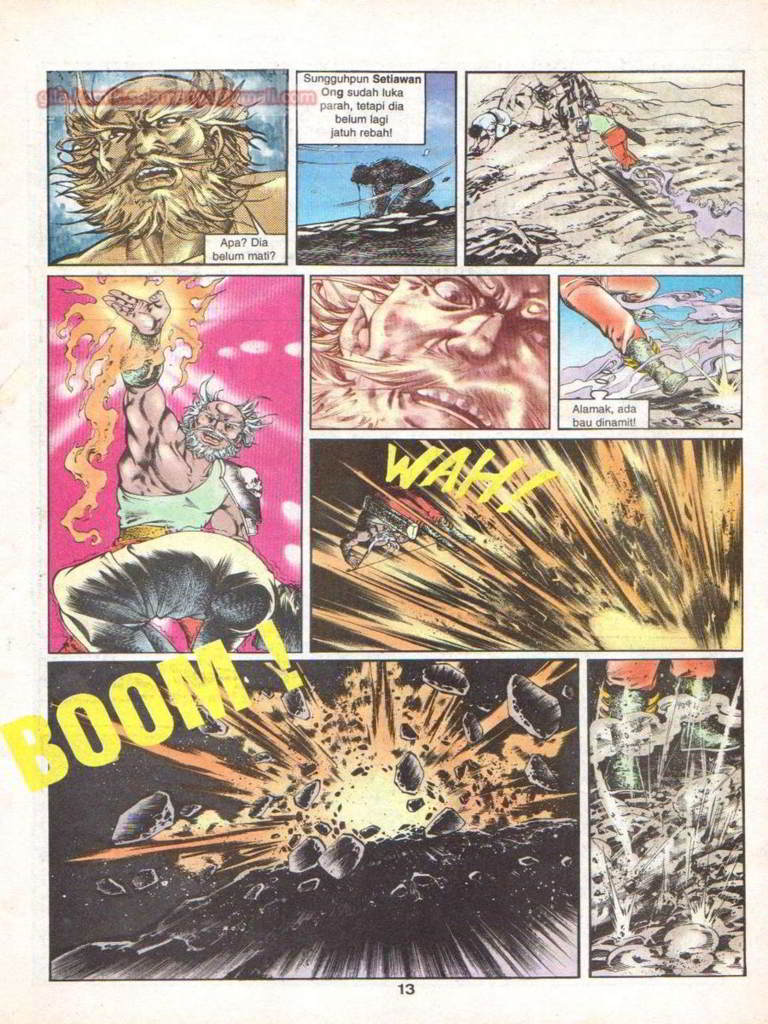 Apa? Dia
belum mati?
Sungguhpun Setiawan
Ong sudah luka
parah, tetapi dia
belum lagi
jatuh rebah!
Alamak, ada
bau dinamit!
WAH!
BOOM!
13